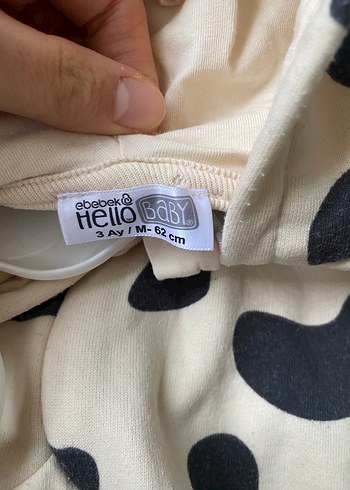 ebebek
HELLO BABY®
3 Ay / M- 62 cm